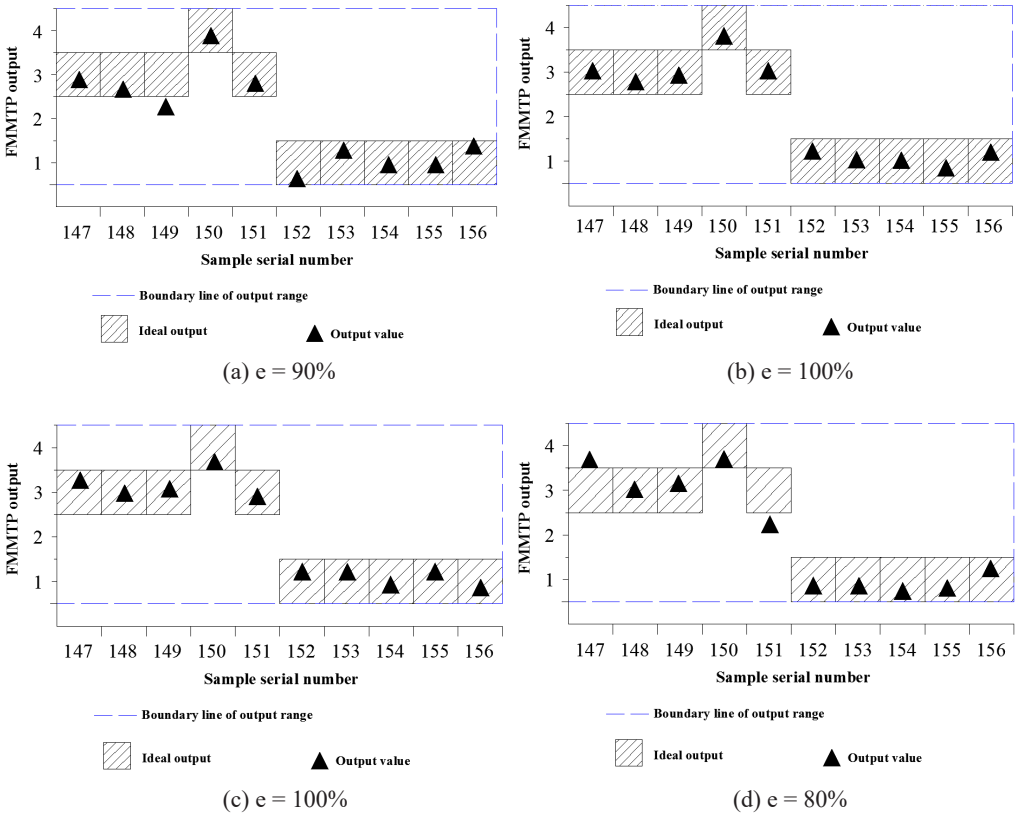 FMMTP output
4
3
2
1
147 148 149 150 151 152 153 154 155 156
Sample serial number
Boundary line of output range
Ideal output
Output value
(a) e = 90%
FMMTP output
4
3
2
1
147 148 149 150 151 152 153 154 155 156
Sample serial number
Boundary line of output range
Ideal output
Output value
(b) e = 100%
FMMTP output
4
3
2
1
147 148 149 150 151 152 153 154 155 156
Sample serial number
Boundary line of output range
Ideal output
Output value
(c) e = 100%
FMMTP output
4
3
2
1
147 148 149 150 151 152 153 154 155 156
Sample serial number
Boundary line of output range
Ideal output
Output value
(d) e = 80%